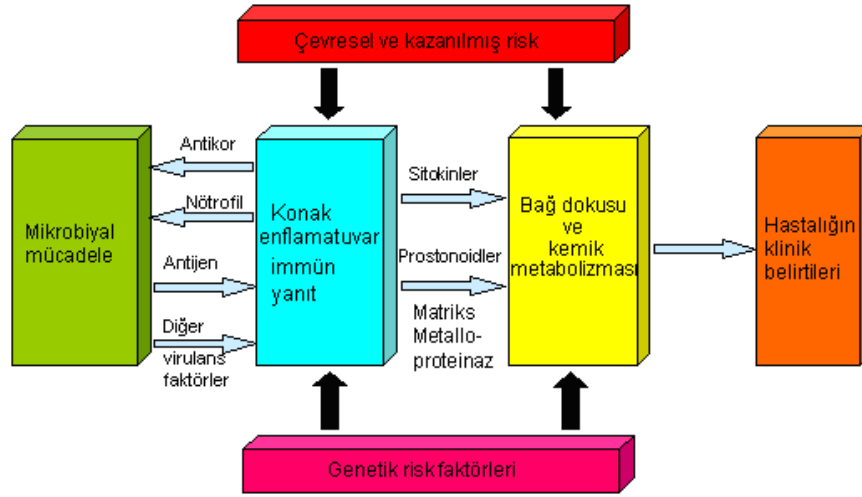 Çevresel ve kazanılmış risk
Mikrobiyal
mücadele
Antikor
Nötrofil
Antijen
Diğer
virulans
faktörler
Konak
enflamatuvar
immün
yanıt
Sitokinler
Prostonoidler
Matriks
Metallo-
proteinaz
Bağ dokusu
ve
kemik
metabolizması
Hastalığın
klinik
belirtileri
Genetik risk faktörleri